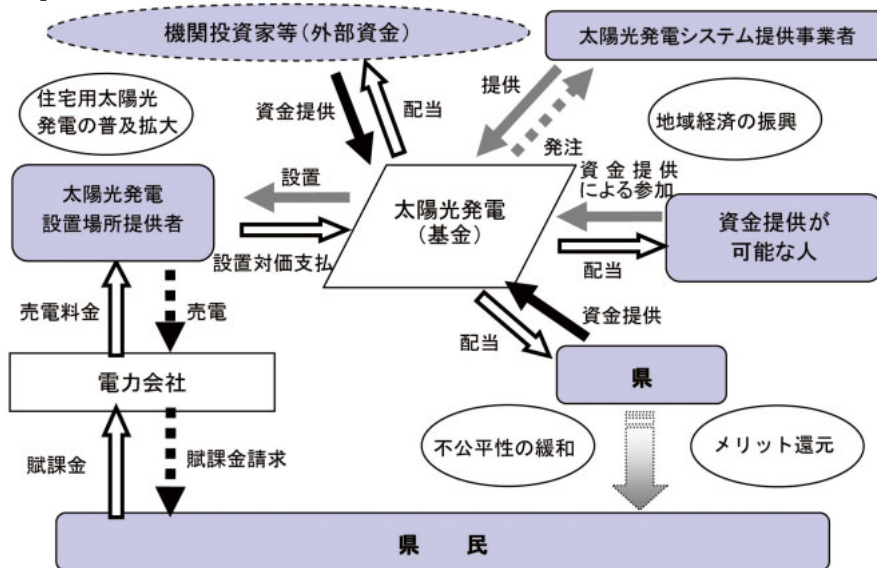 機関投資家等(外部資金)
太陽光発電システム提供事業者
住宅用太陽光
発電の普及拡大
資金提供
配当
提供
発注
地域経済の振興
太陽光発電
設置場所提供者
設置
設置対価支払
太陽光発電
(基金)
資金提供
による参加
配当
資金提供が
可能な人
売電料金
売電
配当
資金提供
電力会社
県
賦課金
賦課金請求
不公平性の緩和
メリット還元
県 民